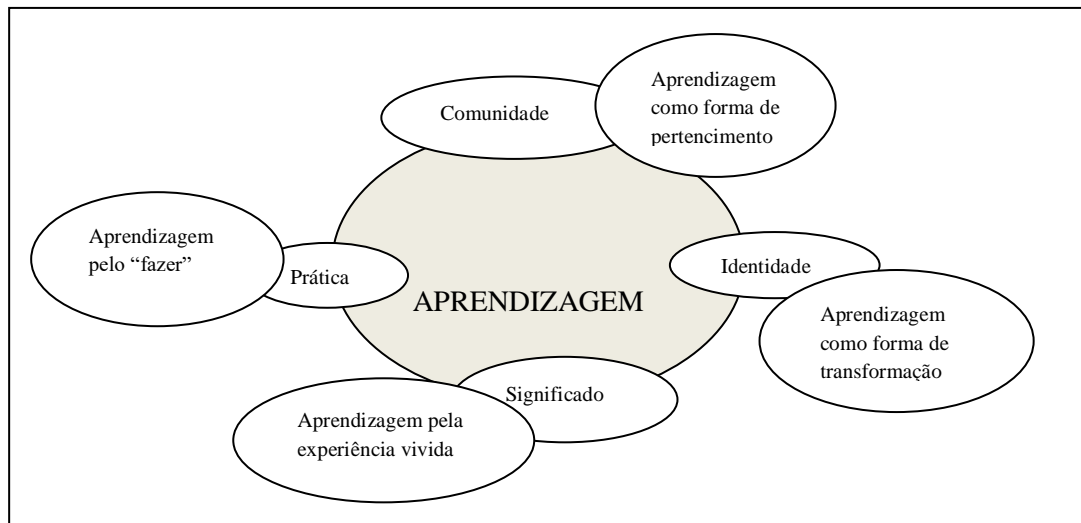 Comunidade
Aprendizagem
como forma de
pertencimento
Aprendizagem
pelo “fazer”
Prática
Identidade
APRENDIZAGEM
Aprendizagem
como forma de
transformação
Significado
Aprendizagem pela
experiência vivida